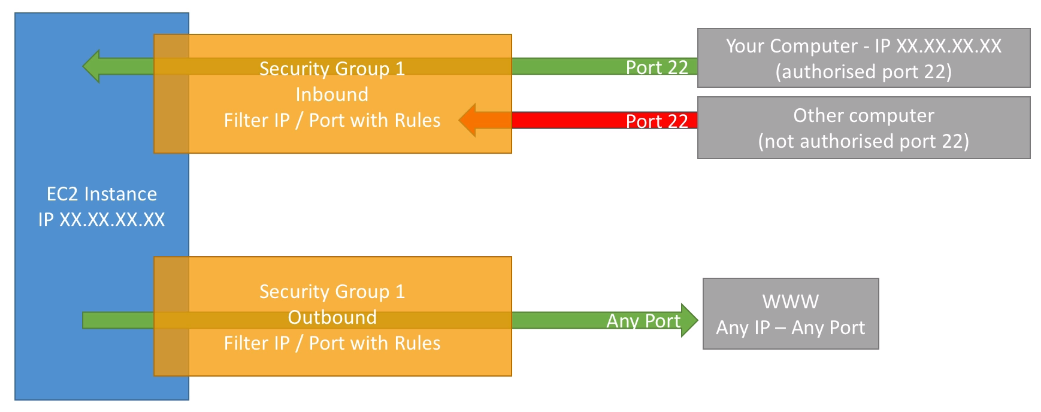 Your Computer - IP XX.XX.XX.XX
(authorised port 22)
Port 22
Security Group 1
Inbound
Filter IP / Port with Rules
Other computer
(not authorised port 22)
Port 22
EC2 Instance
IP XX.XX.XX.XX
Security Group 1
Outbound
Filter IP / Port with Rules
Any Port
WWW
Any IP – Any Port